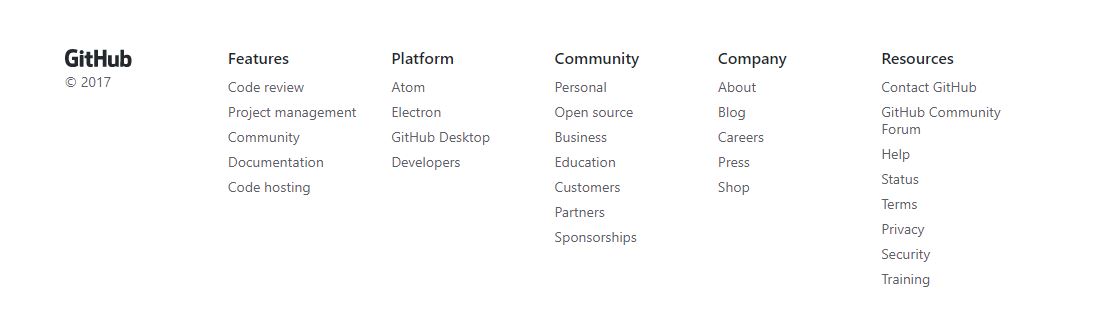 GitHub
© 2017
Features
Code review
Project management
Community
Documentation
Code hosting
Platform
Atom
Electron
GitHub Desktop
Developers
Community
Personal
Open source
Business
Education
Customers
Partners
Sponsorships
Company
About
Blog
Careers
Press
Shop
Resources
Contact GitHub
GitHub Community
Forum
Help
Status
Terms
Privacy
Security
Training